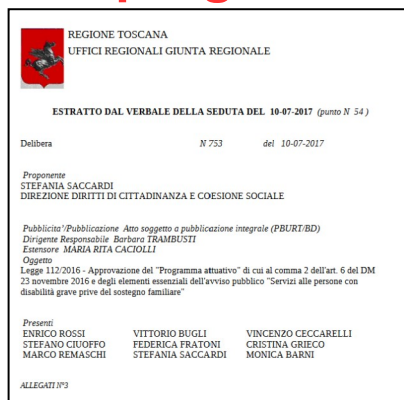 REGIONE TOSCANA
UFFICI REGIONALI GIUNTA REGIONALE
ESTRATTO DAL VERBALE DELLA SEDUTA DEL 10-07-2017 (punto N 54 )
Delibera N 753 del 10-07-2017
Proponente
STEFANIA SACCARDI
DIREZIONE DIRITTI DI CITTADINANZA E COESIONE SOCIALE
Pubblicita'/Pubblicazione Atto soggetto a pubblicazione integrale (PBURT/BD)
Dirigente Responsabile Barbara TRAMBUSTI
Estensore MARIA RITA CACIOLLI
Oggetto
Legge 112/2016 - Approvazione del "Programma attuativo" di cui al comma 2 dell'art. 6 del DM
23 novembre 2016 e degli elementi essenziali dell'avviso pubblico "Servizi alle persone con
disabilità grave prive del sostegno familiare"
Presenti
ENRICO ROSSI VITTORIO BUGLI VINCENZO CECCARELLI
STEFANO CIUOFFO FEDERICA FRATONI CRISTINA GRIECO
MARCO REMASCHI STEFANIA SACCARDI MONICA BARNI
ALLEGATI N°3